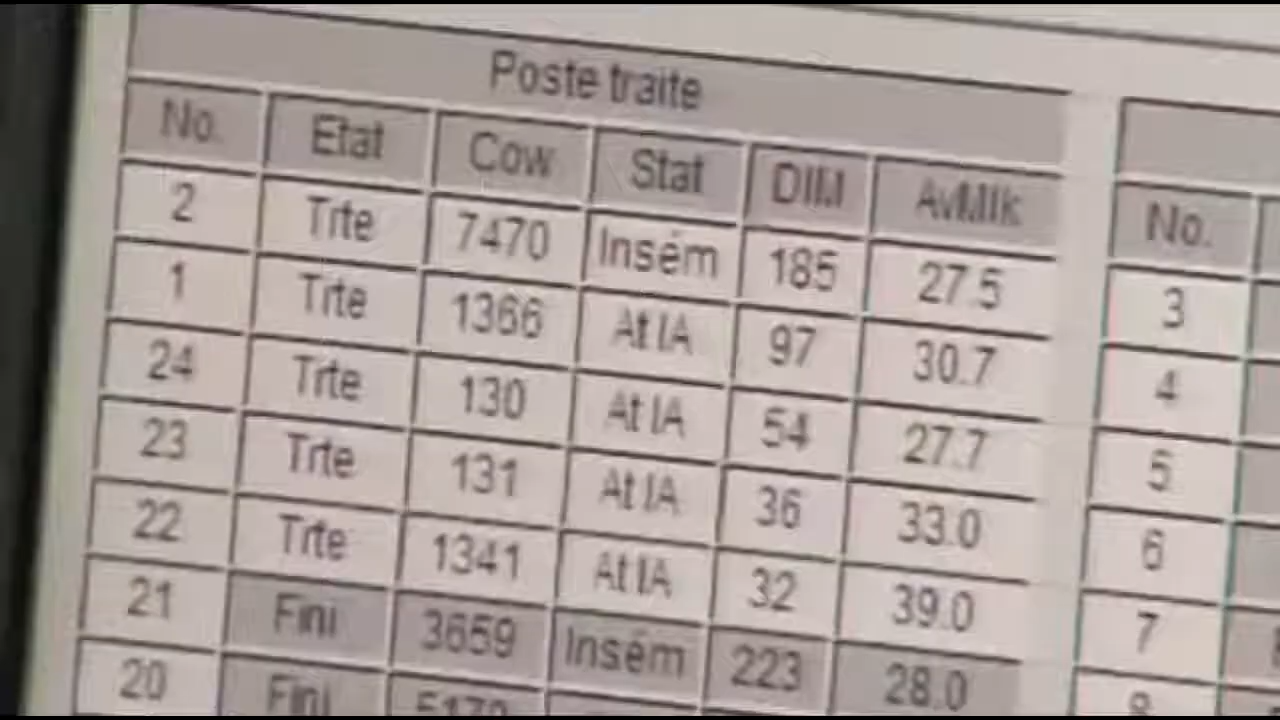 Poste traite
No. Etat Cow Stat DIM AvMlk
2 Trte 7470 Insém 185 27.5
1 Trte 1366 At IA 97 30.7
24 Trte 130 At IA 54 27.7
23 Trte 131 At IA 36 33.0
22 Trte 1341 At IA 32 39.0
21 Fini 3659 Insém 223 28.0
20 Fini
No.
3
4
5
6
7
8